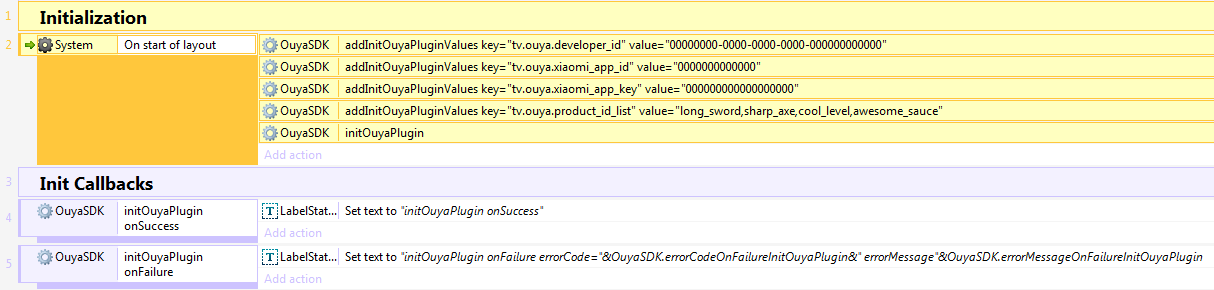 1 Initialization
2 System On start of layout OuyaSDK addInitOuyaPluginValues key="tv.ouya.developer_id" value="00000000-0000-0000-0000-000000000000"
OuyaSDK addInitOuyaPluginValues key="tv.ouya.xiaomi_app_id" value="0000000000000"
OuyaSDK addInitOuyaPluginValues key="tv.ouya.xiaomi_app_key" value="000000000000000000"
OuyaSDK addInitOuyaPluginValues key="tv.ouya.product_id_list" value="long_sword,sharp_axe,cool_level,awesome_sauce"
OuyaSDK initOuyaPlugin
Add action
3 Init Callbacks
4 OuyaSDK initOuyaPlugin T LabelStat... Set text to "initOuyaPlugin onSuccess"
onSuccess
Add action
5 OuyaSDK initOuyaPlugin T LabelStat... Set text to "initOuyaPlugin onFailure errorCode="&OuyaSDK.errorCodeOnFailureInitOuyaPlugin&" errorMessage"&OuyaSDK.errorMessageOnFailureInitOuyaPlugin
onFailure
Add action